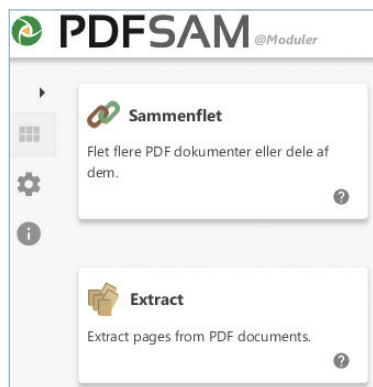 PDFSAM @Moduler
Sammenflet
Flet flere PDF dokumenter eller dele af
dem.
Extract
Extract pages from PDF documents.